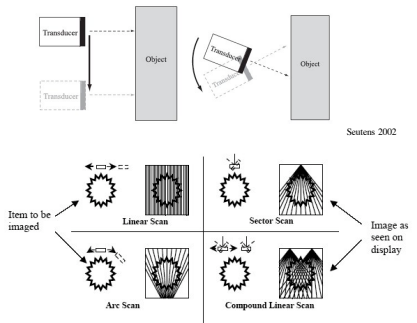 Transducer
Object
Transducer
Transducer
Transducer
Object
Seutens 2002
Item to be
imaged
Linear Scan
Sector Scan
Image as
seen on
display
Arc Scan
Compound Linear Scan